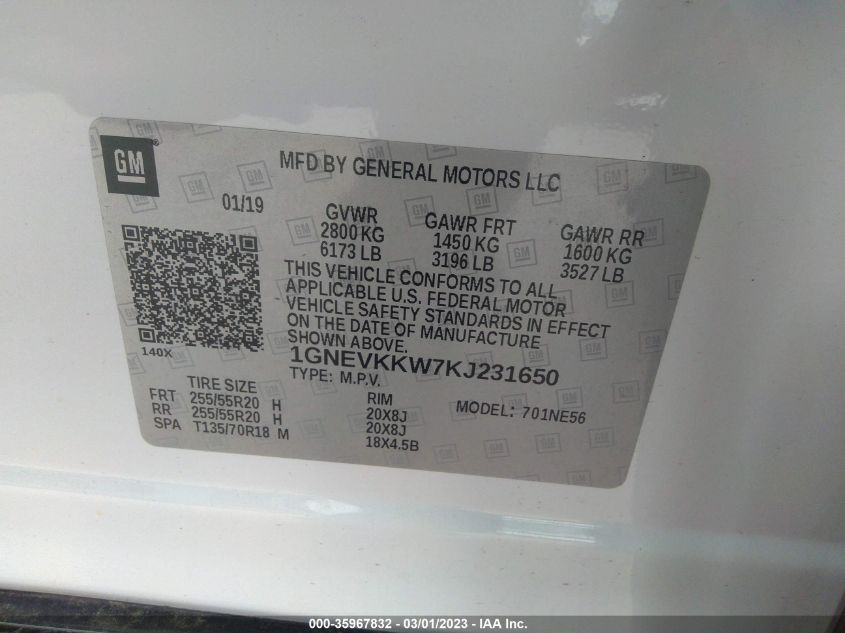 GM
MFD BY GENERAL MOTORS LLC
01/19
GVWR
2800 KG
6173 LB
GAWR FRT
1450 KG
3196 LB
GAWR RR
1600 KG
3527 LB
THIS VEHICLE CONFORMS TO ALL
APPLICABLE U.S. FEDERAL MOTOR
VEHICLE SAFETY STANDARDS IN EFFECT
ON THE DATE OF MANUFACTURE
SHOWN ABOVE.
140X
1GNEVKKW7KJ231650
TYPE: M.P.V.
MODEL: 701NE56
TIRE SIZE
RIM
FRT 255/55R20 H 20X8J
RR 255/55R20 H 20X8J
SPA T135/70R18 M 18X4.5B
000-35967832 - 03/01/2023 - IAA Inc.